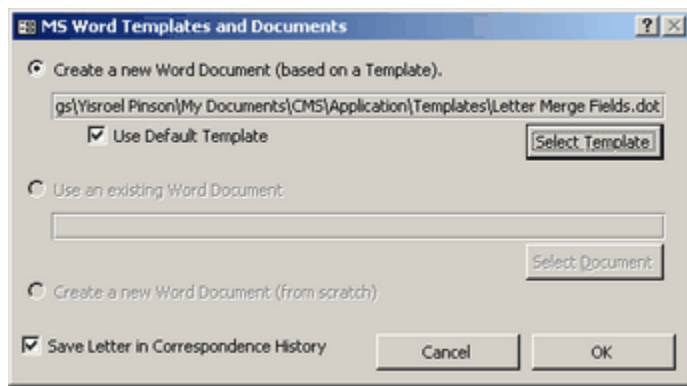 MS Word Templates and Documents
Create a new Word Document (based on a Template).
gs\Yisroel Pinson\My Documents\CMS\Application\Templates\Letter Merge Fields.dot
Use Default Template
Select Template
Use an existing Word Document
Select Document
Create a new Word Document (from scratch)
Save Letter in Correspondence History
Cancel
OK